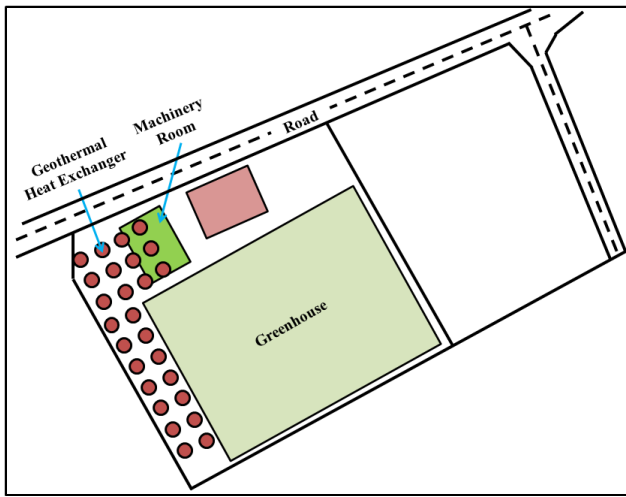 Geothermal
Heat Exchanger
Machinery
Room
Road
Greenhouse